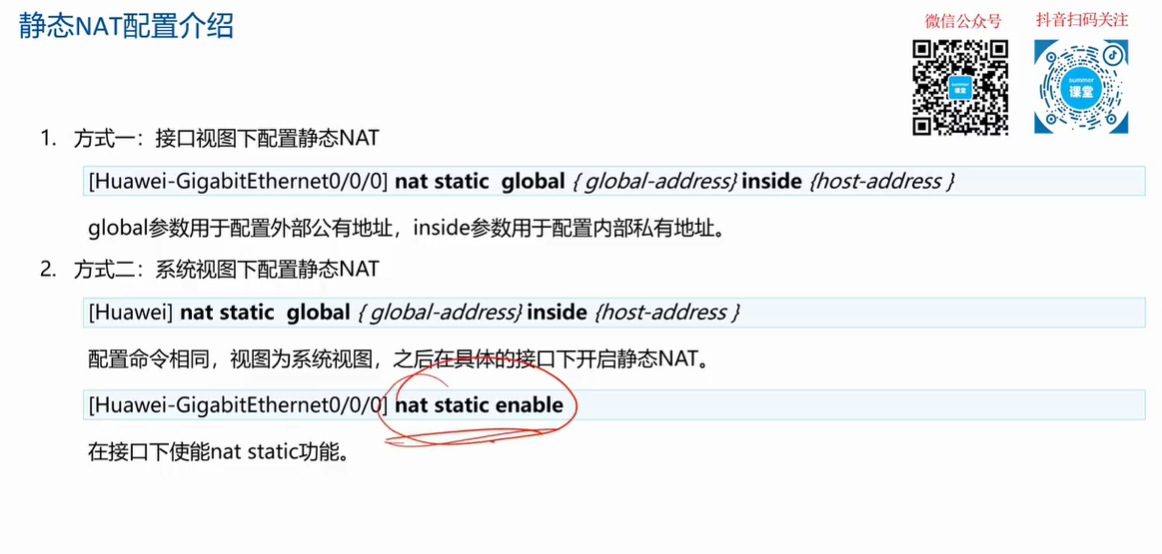 静态NAT配置介绍
微信公众号
抖音扫码关注
summer
课堂
summer
课堂
1. 方式一：接口视图下配置静态NAT
[Huawei-GigabitEthernet0/0/0] nat static global { global-address} inside {host-address }
global参数用于配置外部公有地址，inside参数用于配置内部私有地址。
2. 方式二：系统视图下配置静态NAT
[Huawei] nat static global { global-address} inside {host-address }
配置命令相同，视图为系统视图，之后在具体的接口下开启静态NAT。
[Huawei-GigabitEthernet0/0/0] nat static enable
在接口下使能nat static功能。